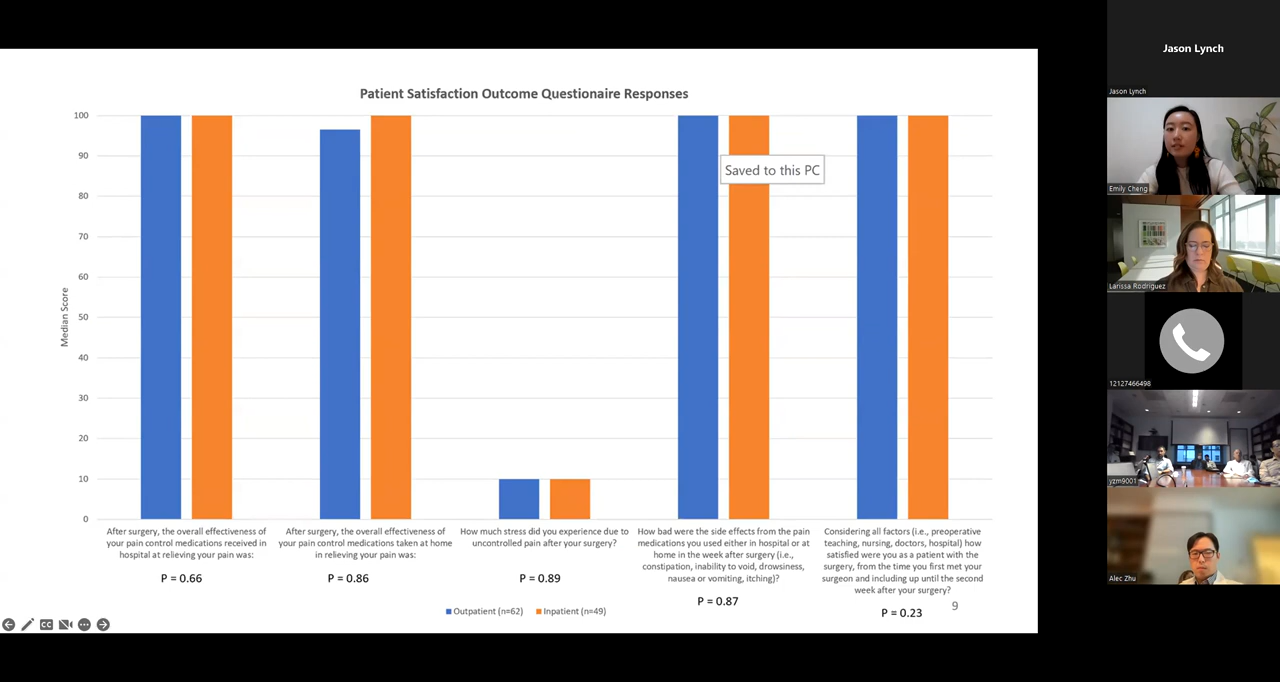 Patient Satisfaction Outcome Questionaire Responses
Median Score
100
90
80
70
60
50
40
30
20
10
0
Saved to this PC
After surgery, the overall effectiveness of
your pain control medications received in
hospital at relieving your pain was:
P = 0.66
After surgery, the overall effectiveness of
your pain control medications taken at home
in relieving your pain was:
P = 0.86
How much stress did you experience due to
uncontrolled pain after your surgery?
P = 0.89
How bad were the side effects from the pain
medications you used either in hospital or at
home in the week after surgery (i.e.,
constipation, inability to void, drowsiness,
nausea or vomiting, itching)?
P = 0.87
Considering all factors (i.e., preoperative
teaching, nursing, doctors, hospital) how
satisfied were you as a patient with the
surgery, from the time you first met your
surgeon and including up until the second
week after your surgery?
P = 0.23
Outpatient (n=62) Inpatient (n=49)
9
CC
Jason Lynch
Jason Lynch
Emily Cheng
Larissa Rodriguez
12127466498
yzm9001
Alec Zhu